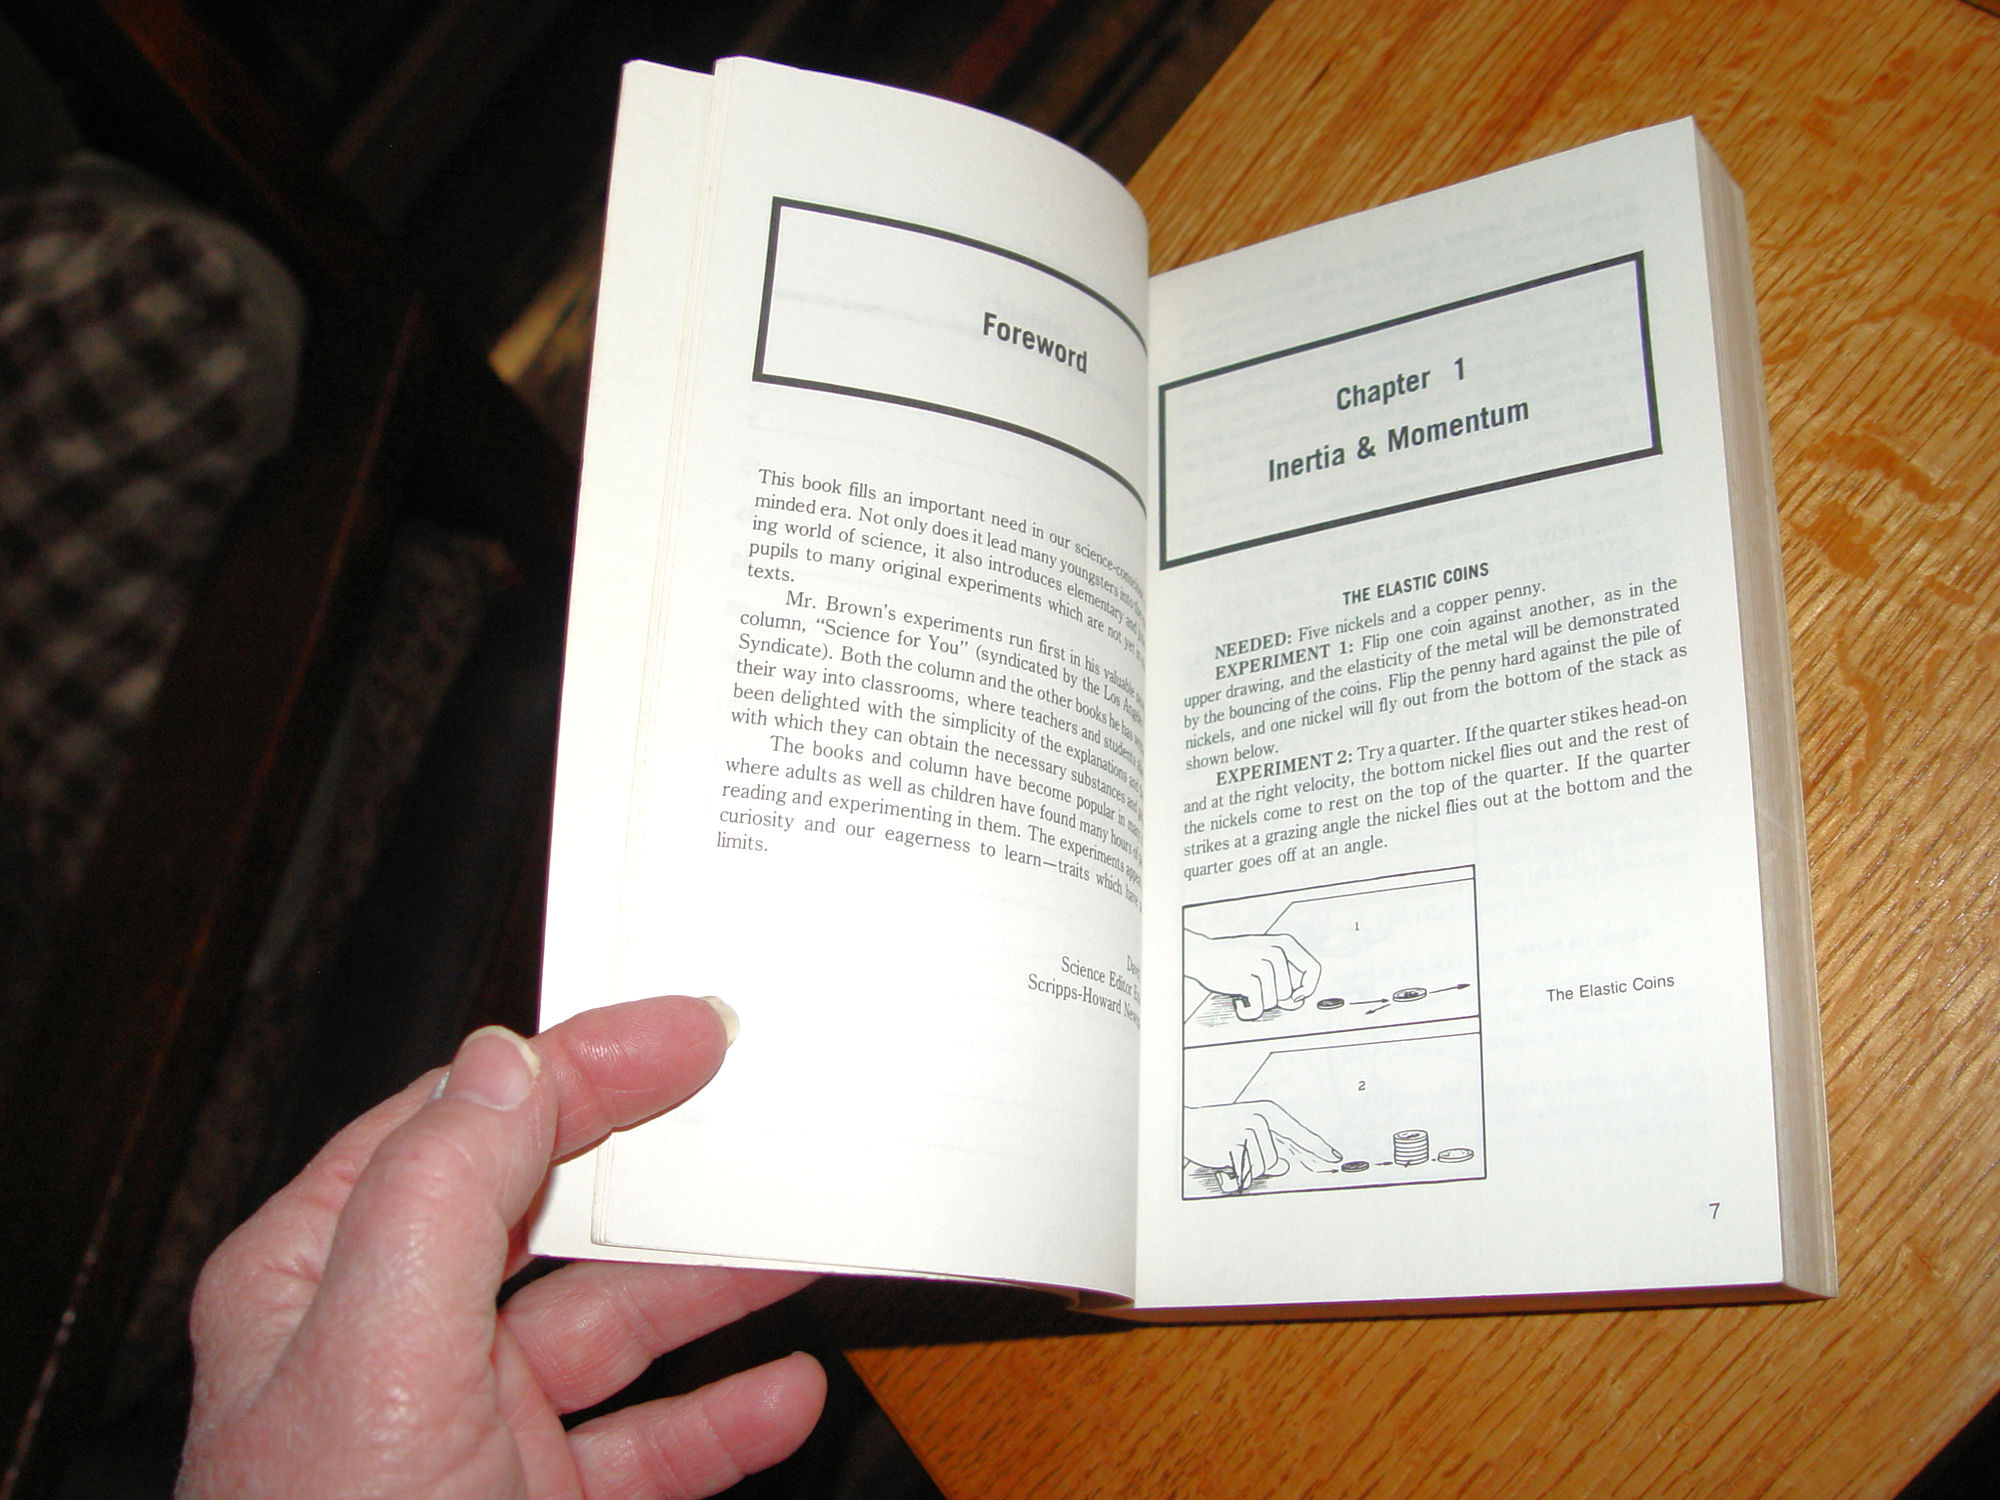 Foreword
This book fills an important need in our science-conscious
minded era. Not only does it lead many youngsters into the
ing world of science, it also introduces elementary and
pupils to many original experiments which are not yet in
texts.
Mr. Brown's experiments run first in his valuable
column, "Science for You" (syndicated by the Los Angeles
Syndicate). Both the column and the other books he has
their way into classrooms, where teachers and students
been delighted with the simplicity of the explanations and
with which they can obtain the necessary substances and
The books and column have become popular in many
where adults as well as children have found many hours of
reading and experimenting in them. The experiments appeal
curiosity and our eagerness to learn—traits which have
limits.
Science Editor
Scripps-Howard
Chapter 1
Inertia & Momentum
THE ELASTIC COINS
NEEDED: Five nickels and a copper penny.
EXPERIMENT 1: Flip one coin against another, as in the
upper drawing, and the elasticity of the metal will be demonstrated
by the bouncing of the coins. Flip the penny hard against the pile of
nickels, and one nickel will fly out from the bottom of the stack as
shown below.
EXPERIMENT 2: Try a quarter. If the quarter stikes head-on
and at the right velocity, the bottom nickel flies out and the rest of
the nickels come to rest on the top of the quarter. If the quarter
strikes at a grazing angle the nickel flies out at the bottom and the
quarter goes off at an angle.
1
The Elastic Coins
2
7